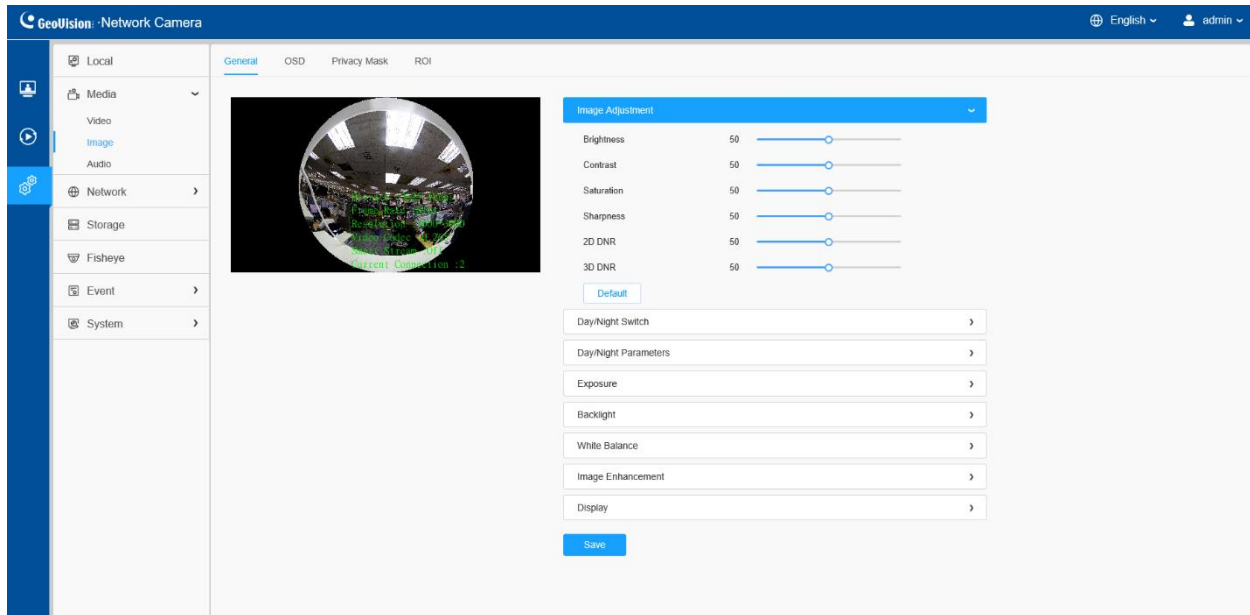 GeoVision: ·Network Camera
English
admin
Local
Media
Video
Image
Audio
Network
Storage
Fisheye
Event
System
General OSD Privacy Mask ROI
Current Connection :2
Image Adjustment
Brightness 50
Contrast 50
Saturation 50
Sharpness 50
2D DNR 50
3D DNR 50
Default
Day/Night Switch
Day/Night Parameters
Exposure
Backlight
White Balance
Image Enhancement
Display
Save